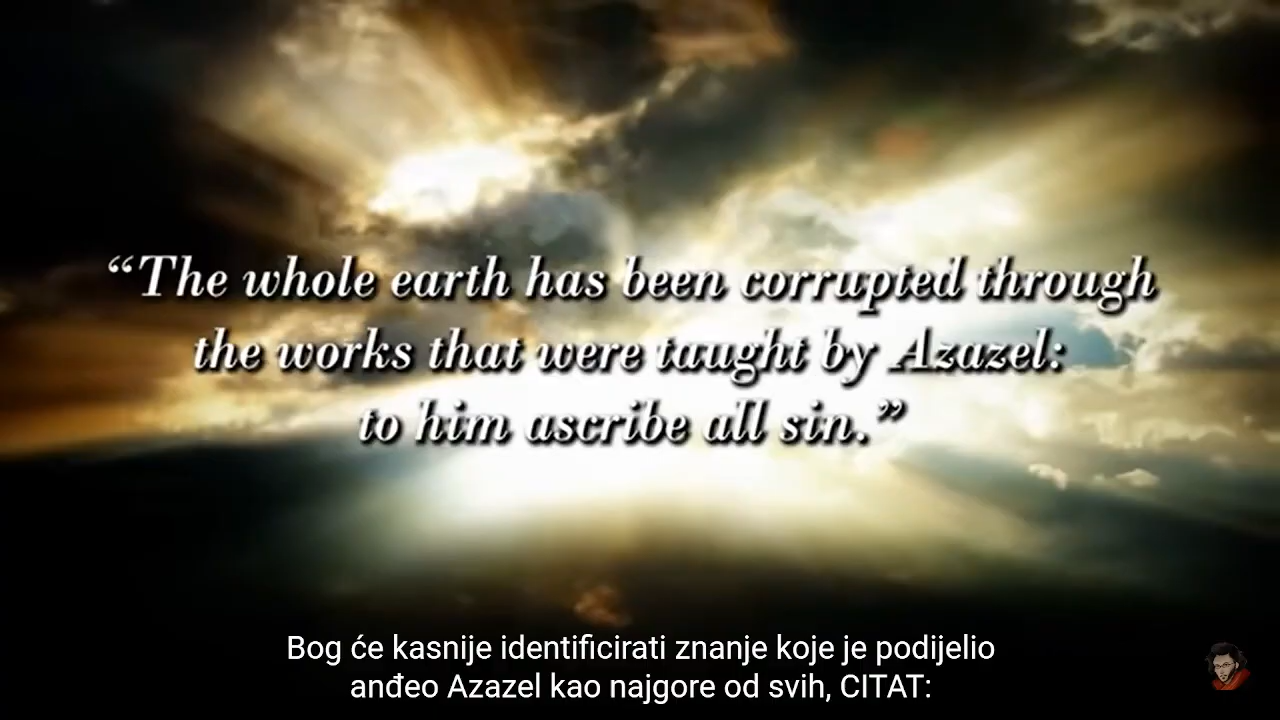 “The whole earth has been corrupted through
the works that were taught by Azazel:
to him ascribe all sin.”
Bog će kasnije identificirati znanje koje je podijelio
anđeo Azazel kao najgore od svih, CITAT: